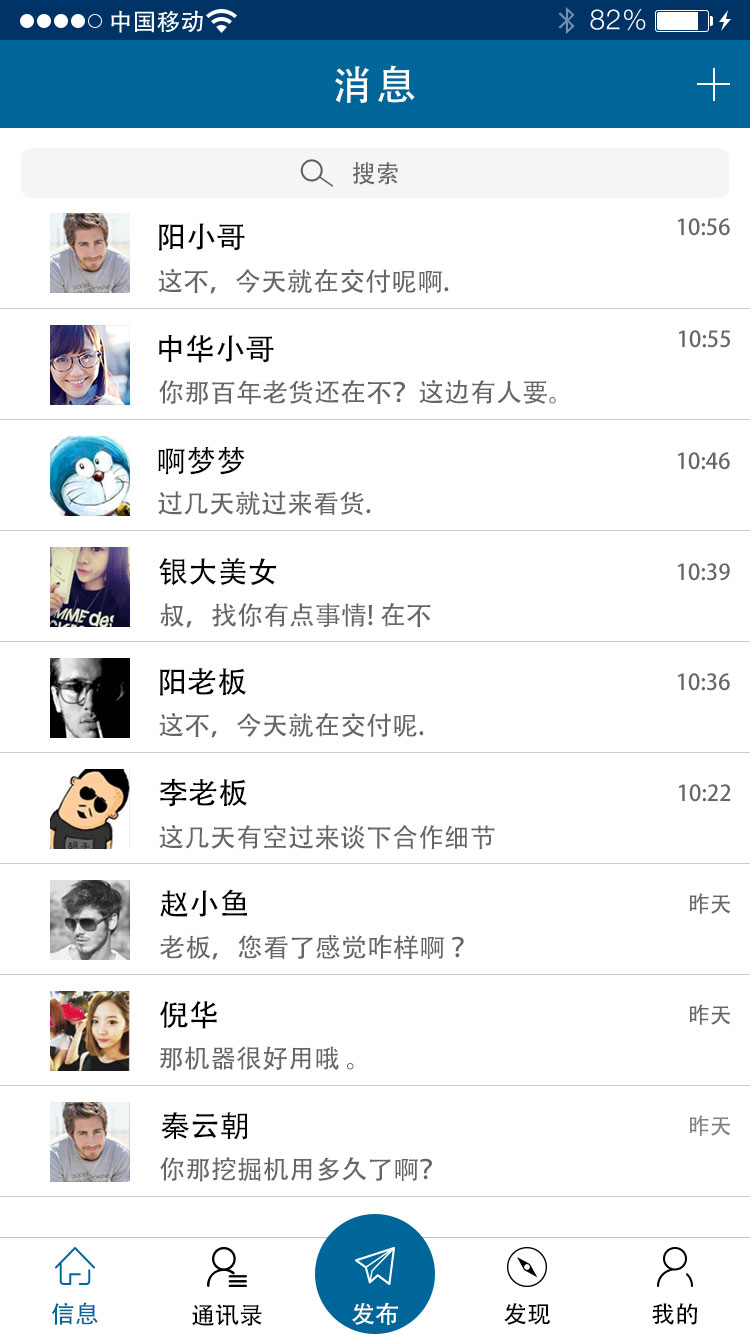 中国移动 82%
消息
搜索
阳小哥 10:56
这不，今天就在交付呢啊.
中华小哥 10:55
你那百年老货还在不？这边有人要。
啊梦梦 10:46
过几天就过来看货.
银大美女 10:39
叔，找你有点事情! 在不
阳老板 10:36
这不，今天就在交付呢.
李老板 10:22
这几天有空过来谈下合作细节
赵小鱼 昨天
老板，您看了感觉咋样啊？
倪华 昨天
那机器很好用哦 。
秦云朝 昨天
你那挖掘机用多久了啊?
信息 通讯录 发布 发现 我的